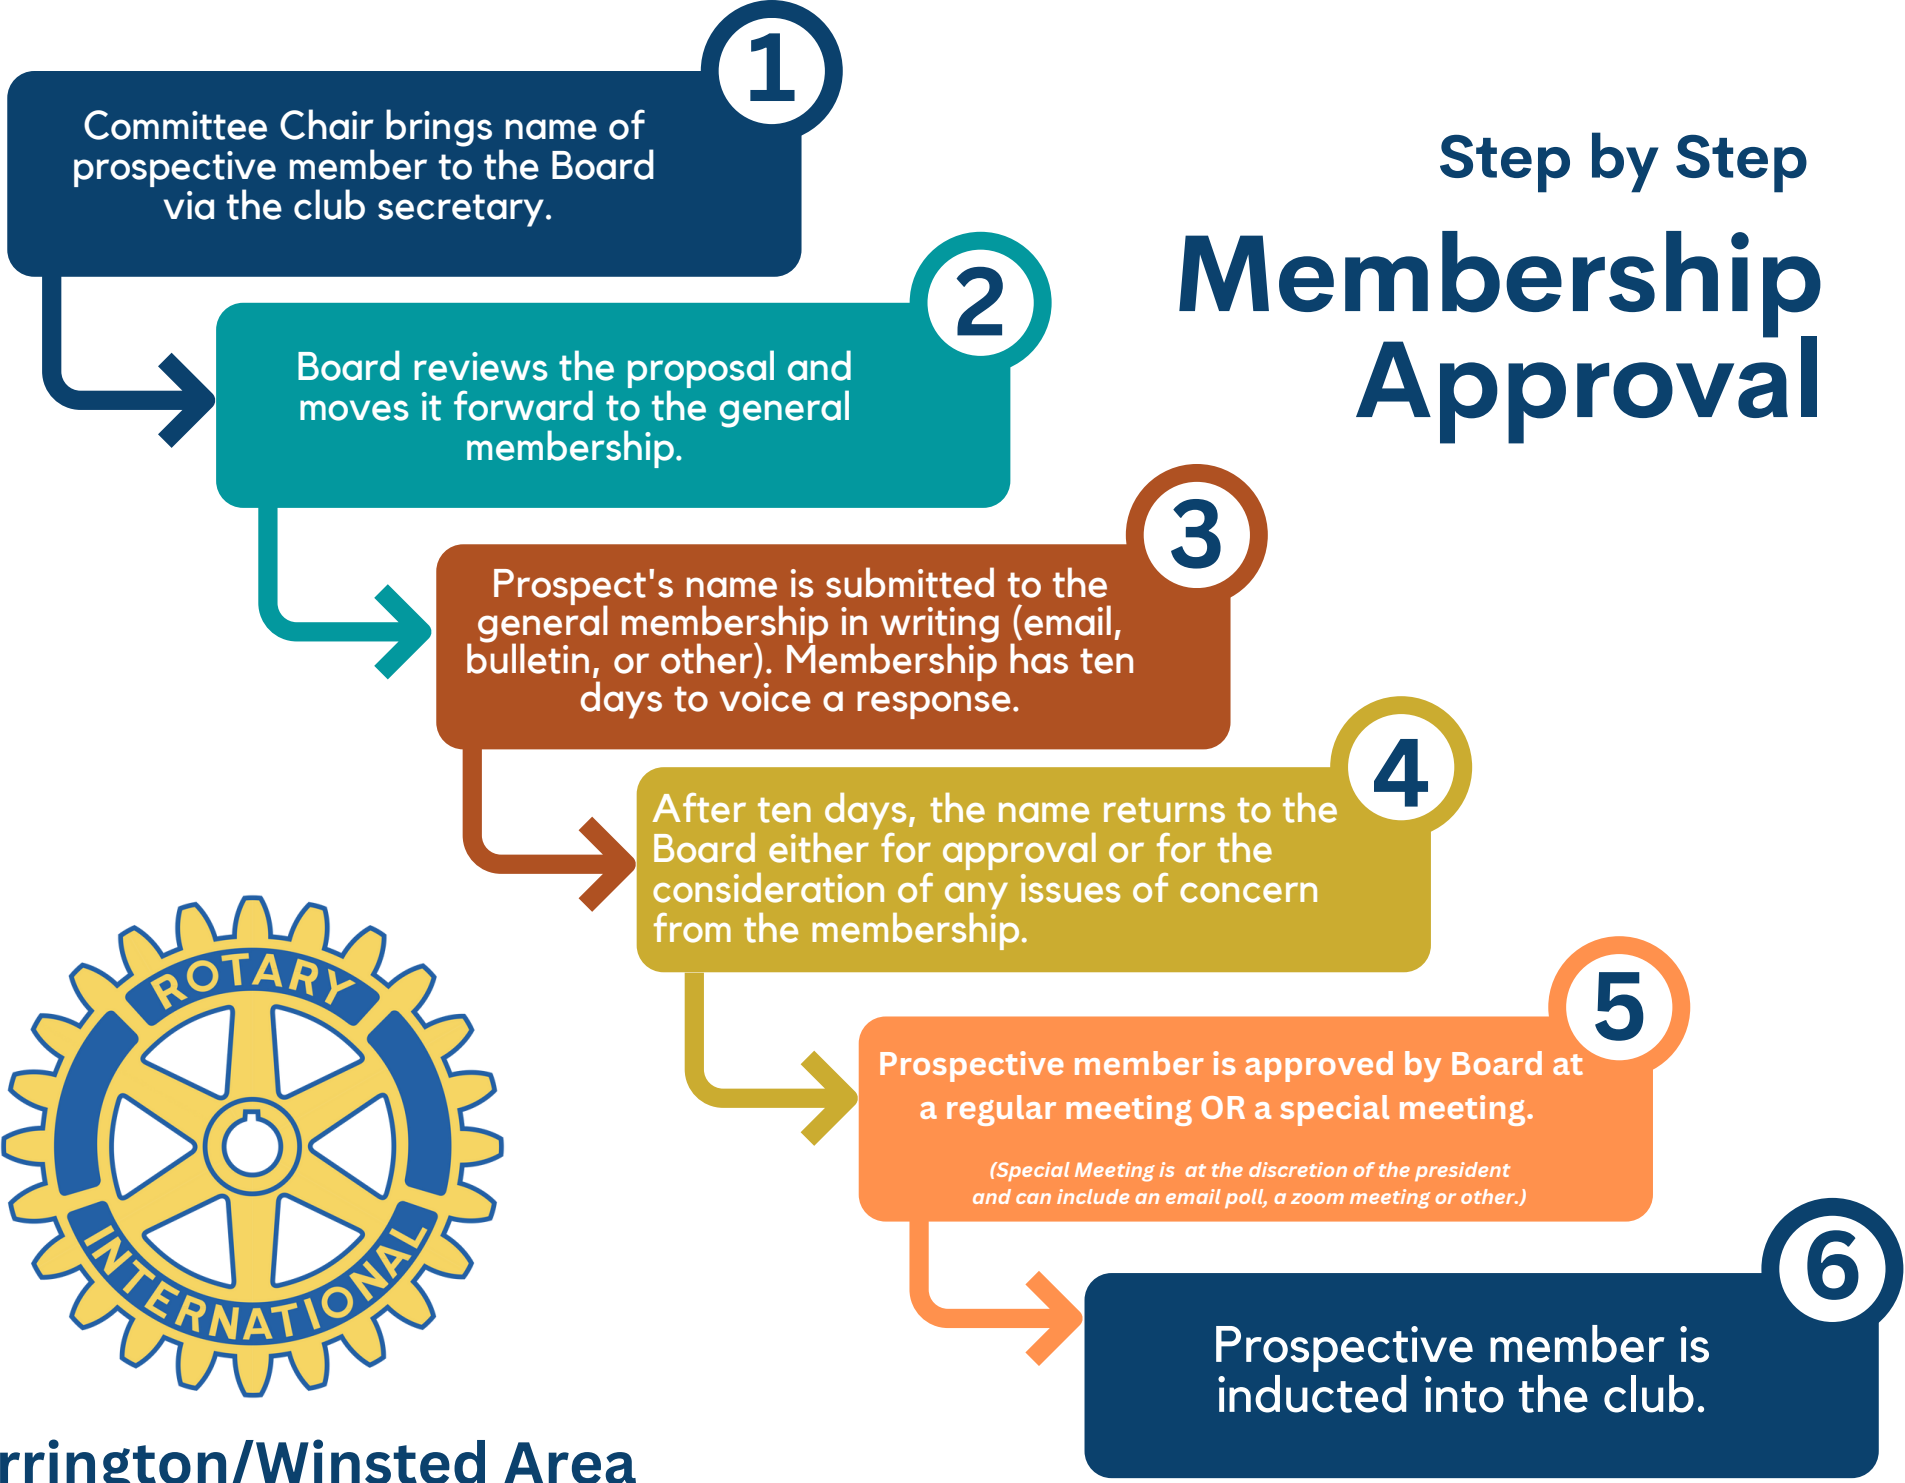 Step by Step
Membership
Approval
1
Committee Chair brings name of
prospective member to the Board
via the club secretary.
2
Board reviews the proposal and
moves it forward to the general
membership.
3
Prospect's name is submitted to the
general membership in writing (email,
bulletin, or other). Membership has ten
days to voice a response.
4
After ten days, the name returns to the
Board either for approval or for the
consideration of any issues of concern
from the membership.
5
Prospective member is approved by Board at
a regular meeting OR a special meeting.
(Special Meeting is at the discretion of the president
and can include an email poll, a zoom meeting or other.)
6
Prospective member is
inducted into the club.
ROTARY
INTERNATIONAL
rrington/Winsted Area